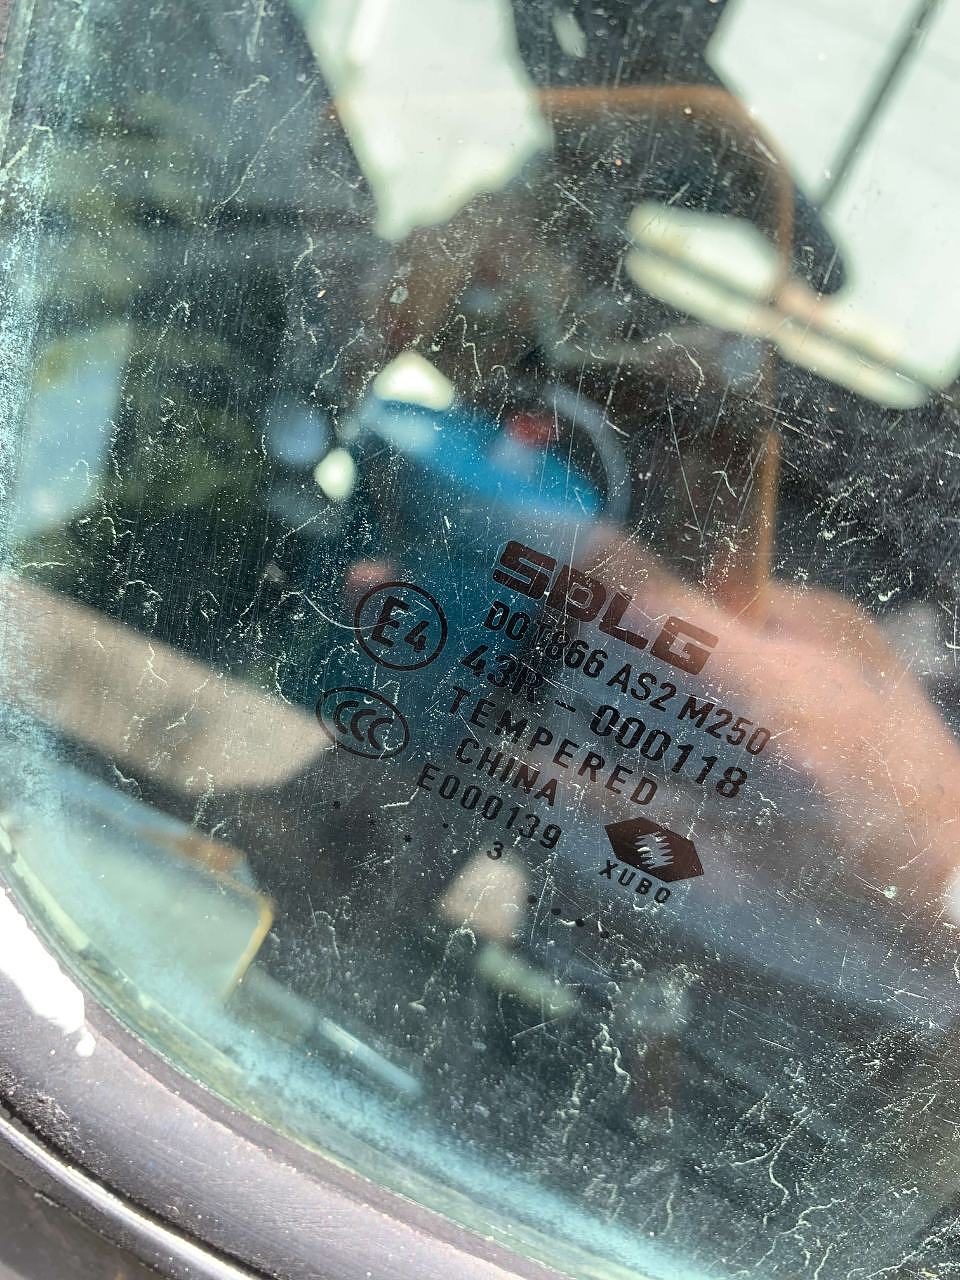 SDLG
E4
DOT866 AS2 M250
43R - 000118
TEMPERED
CCC
CHINA
E000139
3
XUBO